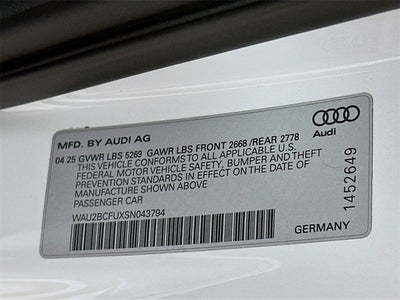 MFD. BY AUDI AG
Audi
04 25 GVWR LBS 5269 GAWR LBS FRONT 2668 /REAR 2778
THIS VEHICLE CONFORMS TO ALL APPLICABLE U.S.
FEDERAL MOTOR VEHICLE SAFETY, BUMPER AND THEFT
PREVENTION STANDARDS IN EFFECT ON THE DATE OF
MANUFACTURE SHOWN ABOVE
PASSENGER CAR
WAU2BCFUXSN043794
GERMANY
1452649